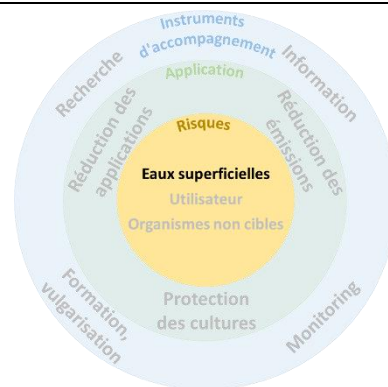 Instruments
d'accompagnement
Recherche
Information
Application
Réduction des
applications
Réduction des
émissions
Risques
Eaux superficielles
Utilisateur
Organismes non cibles
Protection
des cultures
Formation,
vulgarisation
Monitoring